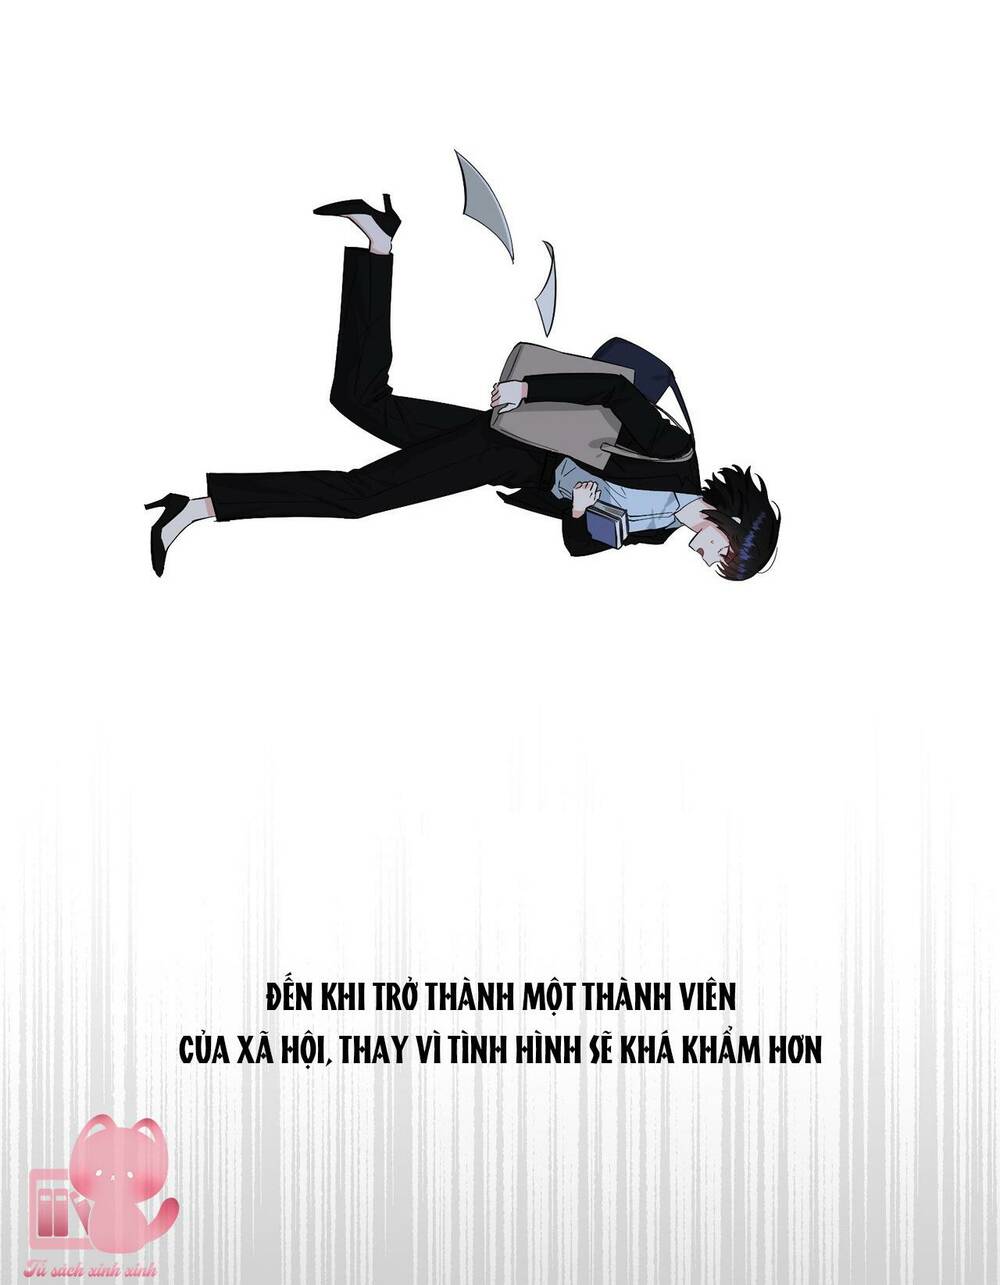 ĐẾN KHI TRỞ THÀNH MỘT THÀNH VIÊN
CỦA XÃ HỘI, THAY VÌ TÌNH HÌNH SẼ KHÁ KHẨM HƠN
Tủ sách xinh xinh